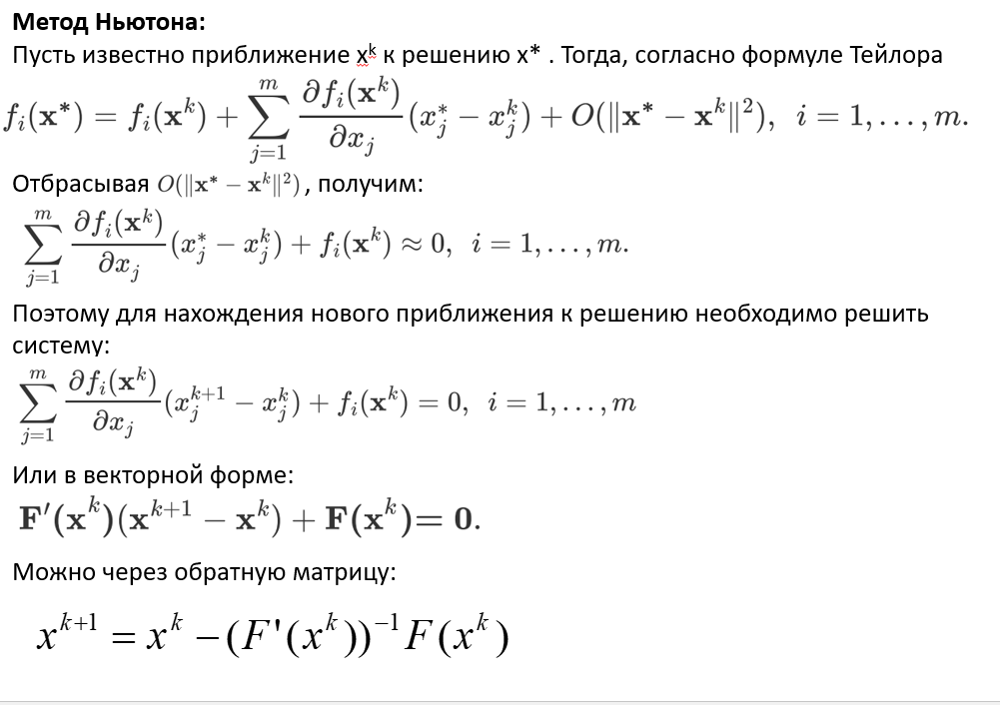 Метод Ньютона:
Пусть известно приближение xᵏ к решению x* . Тогда, согласно формуле Тейлора
$f_i(\mathbf{x}^*) = f_i(\mathbf{x}^k) + \sum_{j=1}^{m} \frac{\partial f_i(\mathbf{x}^k)}{\partial x_j}(x_j^* - x_j^k) + O(\|\mathbf{x}^* - \mathbf{x}^k\|^2), \ i = 1, \ldots, m.$
Отбрасывая $O(\|\mathbf{x}^* - \mathbf{x}^k\|^2)$, получим:
$\sum_{j=1}^{m} \frac{\partial f_i(\mathbf{x}^k)}{\partial x_j}(x_j^* - x_j^k) + f_i(\mathbf{x}^k) \approx 0, \ i = 1, \ldots, m.$
Поэтому для нахождения нового приближения к решению необходимо решить
систему:
$\sum_{j=1}^{m} \frac{\partial f_i(\mathbf{x}^k)}{\partial x_j}(x_j^{k+1} - x_j^k) + f_i(\mathbf{x}^k) = 0, \ i = 1, \ldots, m$
Или в векторной форме:
$\mathbf{F}'(\mathbf{x}^k)(\mathbf{x}^{k+1} - \mathbf{x}^k) + \mathbf{F}(\mathbf{x}^k) = \mathbf{0}.$
Можно через обратную матрицу:
$x^{k+1} = x^k - (F'(x^k))^{-1} F(x^k)$